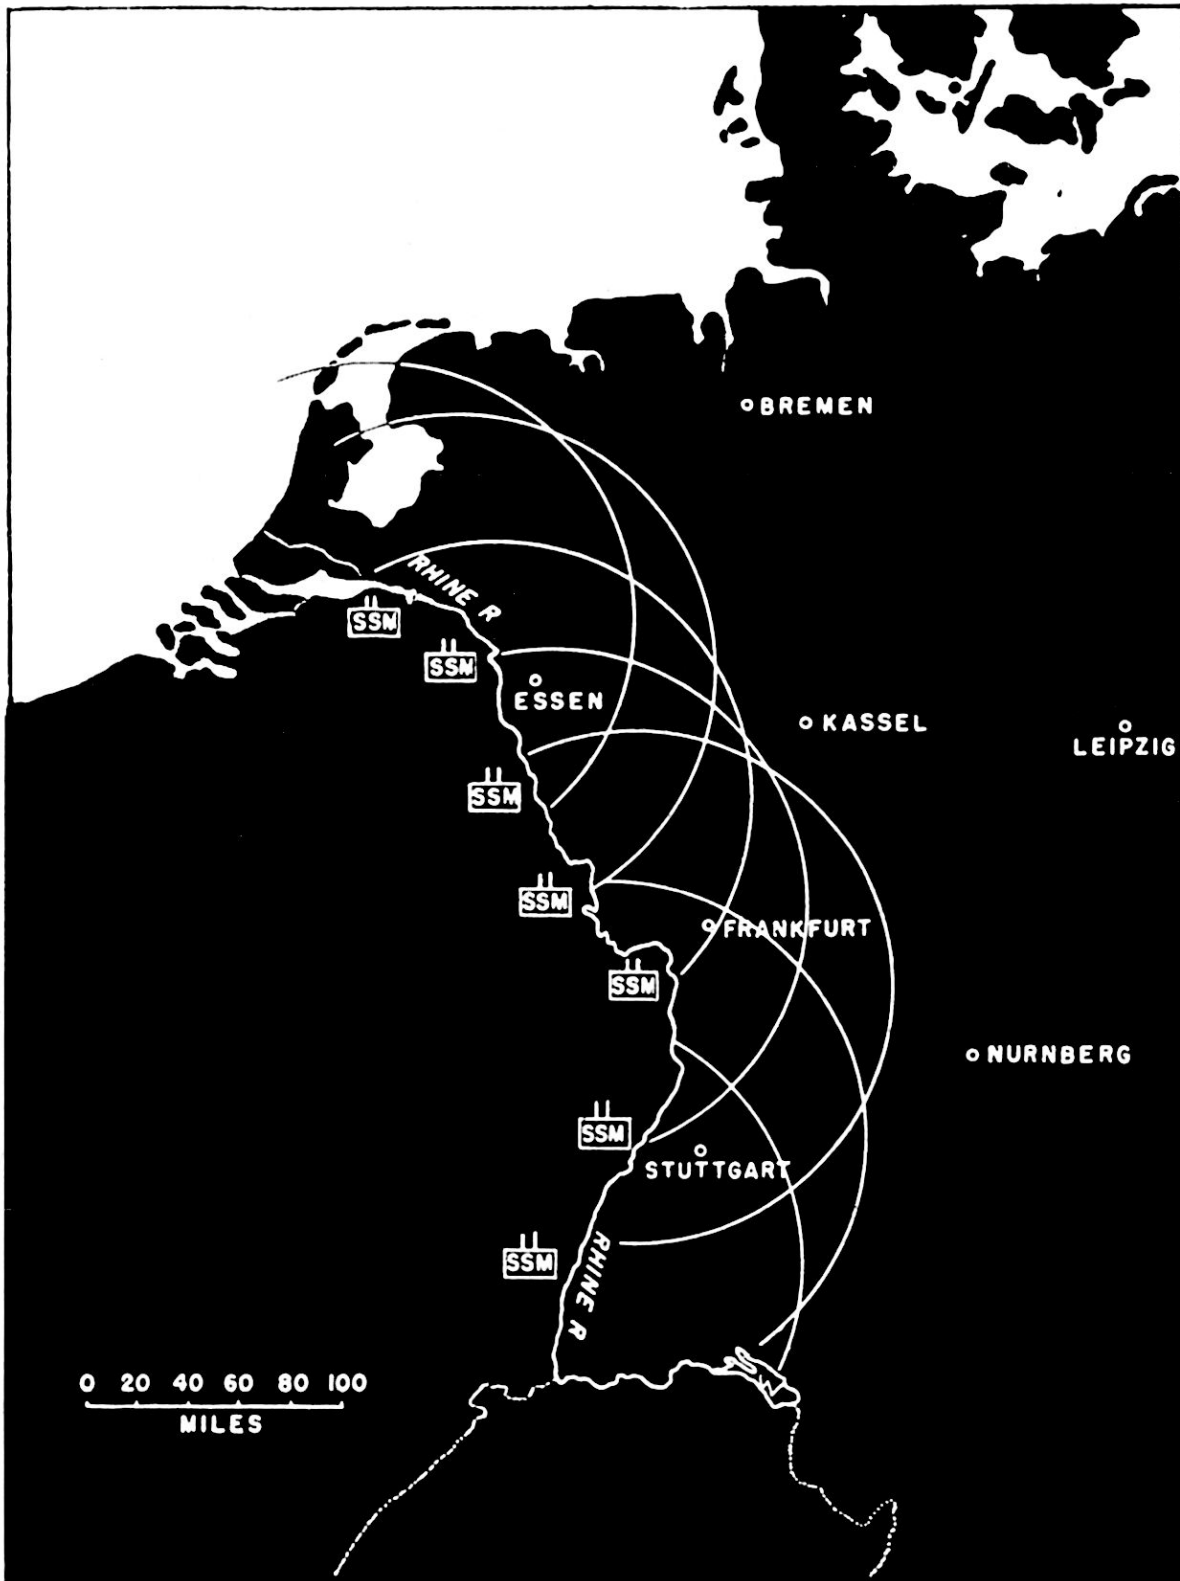 BREMEN
RHINE R
SSM
SSM
ESSEN
KASSEL
LEIPZIG
SSM
SSM
FRANKFURT
SSM
NURNBERG
SSM
STUTTGART
RHINE R
SSM
0 20 40 60 80 100
MILES